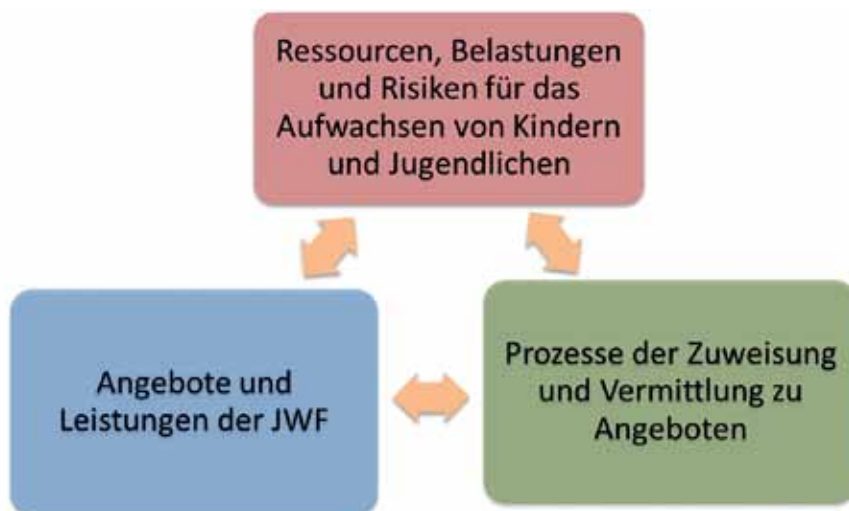 Ressourcen, Belastungen
und Risiken für das
Aufwachsen von Kindern
und Jugendlichen
Angebote und
Leistungen der JWF
Prozesse der Zuweisung
und Vermittlung zu
Angeboten